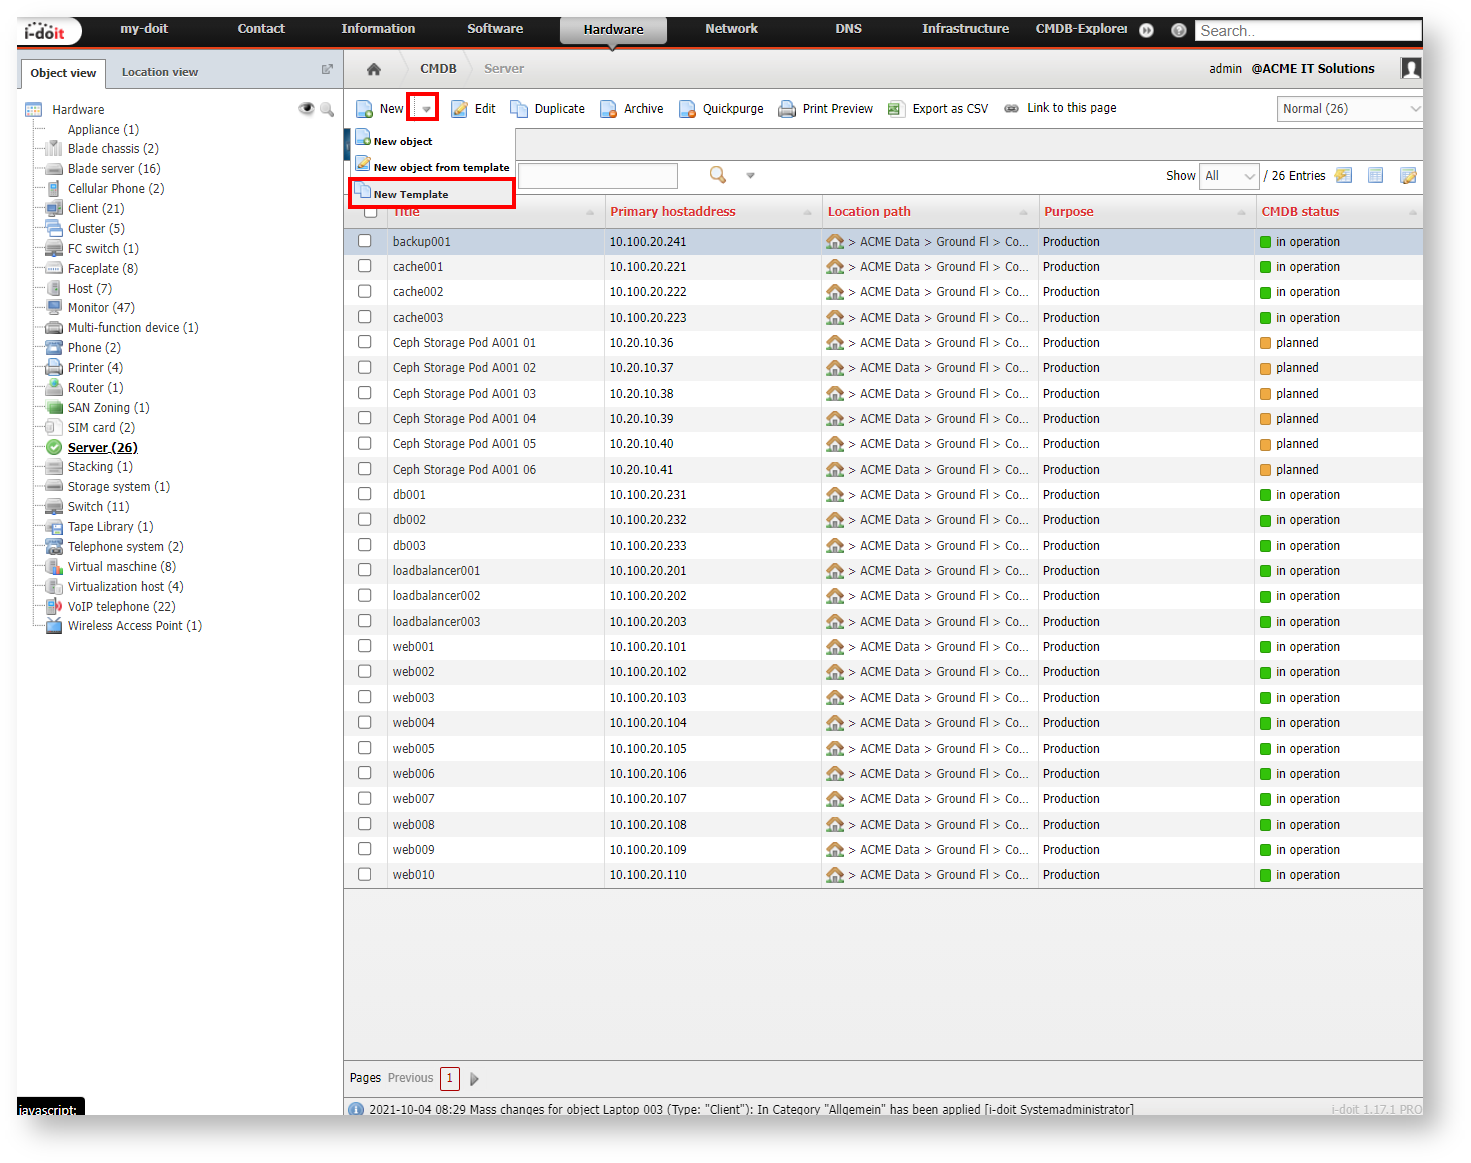 i-doit my-doit Contact Information Software Hardware Network DNS Infrastructure CMDB-Explorer Search..
Object view Location view CMDB Server admin @ACME IT Solutions
Hardware
Appliance (1)
Blade chassis (2)
Blade server (16)
Cellular Phone (2)
Client (21)
Cluster (5)
FC switch (1)
Faceplate (8)
Host (7)
Monitor (47)
Multi-function device (1)
Phone (2)
Printer (4)
Router (1)
SAN Zoning (1)
SIM card (2)
Server (26)
Stacking (1)
Storage system (1)
Switch (11)
Tape Library (1)
Telephone system (2)
Virtual maschine (8)
Virtualization host (4)
VoIP telephone (22)
Wireless Access Point (1)
javascript:
New Edit Duplicate Archive Quickpurge Print Preview Export as CSV Link to this page Normal (26)
New object
New object from template
New Template
Show All / 26 Entries
Title Primary hostaddress Location path Purpose CMDB status
backup001 10.100.20.241 > ACME Data > Ground Fl > Co... Production in operation
cache001 10.100.20.221 > ACME Data > Ground Fl > Co... Production in operation
cache002 10.100.20.222 > ACME Data > Ground Fl > Co... Production in operation
cache003 10.100.20.223 > ACME Data > Ground Fl > Co... Production in operation
Ceph Storage Pod A001 01 10.20.10.36 > ACME Data > Ground Fl > Co... Production planned
Ceph Storage Pod A001 02 10.20.10.37 > ACME Data > Ground Fl > Co... Production planned
Ceph Storage Pod A001 03 10.20.10.38 > ACME Data > Ground Fl > Co... Production planned
Ceph Storage Pod A001 04 10.20.10.39 > ACME Data > Ground Fl > Co... Production planned
Ceph Storage Pod A001 05 10.20.10.40 > ACME Data > Ground Fl > Co... Production planned
Ceph Storage Pod A001 06 10.20.10.41 > ACME Data > Ground Fl > Co... Production planned
db001 10.100.20.231 > ACME Data > Ground Fl > Co... Production in operation
db002 10.100.20.232 > ACME Data > Ground Fl > Co... Production in operation
db003 10.100.20.233 > ACME Data > Ground Fl > Co... Production in operation
loadbalancer001 10.100.20.201 > ACME Data > Ground Fl > Co... Production in operation
loadbalancer002 10.100.20.202 > ACME Data > Ground Fl > Co... Production in operation
loadbalancer003 10.100.20.203 > ACME Data > Ground Fl > Co... Production in operation
web001 10.100.20.101 > ACME Data > Ground Fl > Co... Production in operation
web002 10.100.20.102 > ACME Data > Ground Fl > Co... Production in operation
web003 10.100.20.103 > ACME Data > Ground Fl > Co... Production in operation
web004 10.100.20.104 > ACME Data > Ground Fl > Co... Production in operation
web005 10.100.20.105 > ACME Data > Ground Fl > Co... Production in operation
web006 10.100.20.106 > ACME Data > Ground Fl > Co... Production in operation
web007 10.100.20.107 > ACME Data > Ground Fl > Co... Production in operation
web008 10.100.20.108 > ACME Data > Ground Fl > Co... Production in operation
web009 10.100.20.109 > ACME Data > Ground Fl > Co... Production in operation
web010 10.100.20.110 > ACME Data > Ground Fl > Co... Production in operation
Pages Previous 1
2021-10-04 08:29 Mass changes for object Laptop 003 (Type: "Client"): In Category "Allgemein" has been applied [i-doit Systemadministrator] i-doit 1.17.1 PRO